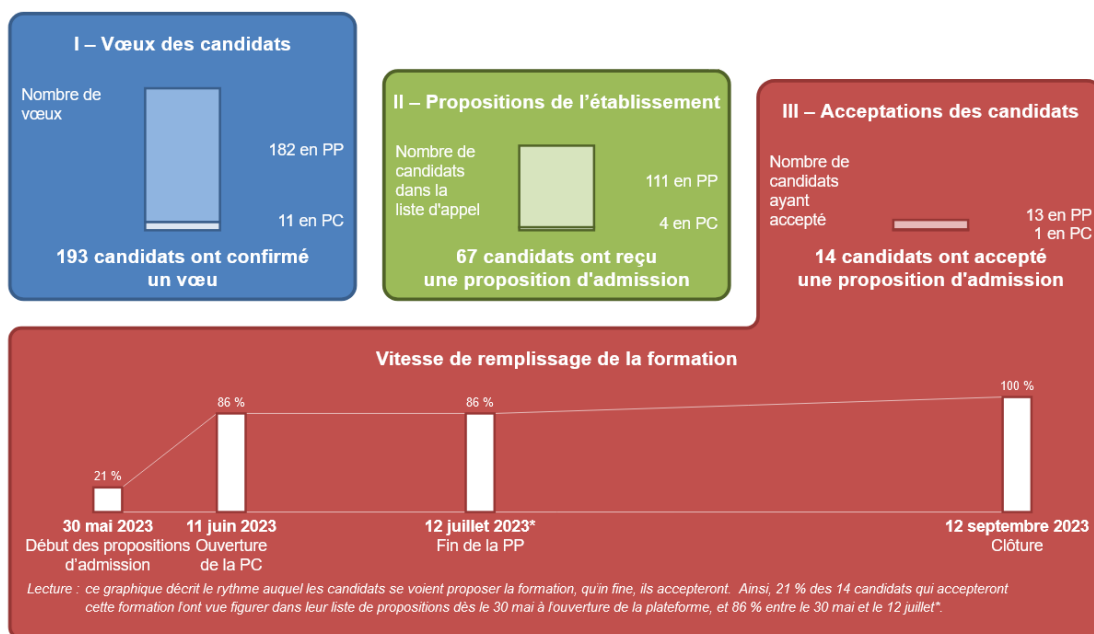 I – Vœux des candidats
Nombre de
vœux
182 en PP
11 en PC
193 candidats ont confirmé
un vœu
II – Propositions de l'établissement
Nombre de
candidats
dans la
liste d'appel
111 en PP
4 en PC
67 candidats ont reçu
une proposition d'admission
III – Acceptations des candidats
Nombre de
candidats
ayant
accepté
13 en PP
1 en PC
14 candidats ont accepté
une proposition d'admission
Vitesse de remplissage de la formation
21 %
86 %
86 %
100 %
30 mai 2023
Début des propositions
d'admission
11 juin 2023
Ouverture
de la PC
12 juillet 2023*
Fin de la PP
12 septembre 2023
Clôture
Lecture : ce graphique décrit le rythme auquel les candidats se voient proposer la formation, qu'in fine, ils accepteront. Ainsi, 21 % des 14 candidats qui accepteront
cette formation l'ont vue figurer dans leur liste de propositions dès le 30 mai à l'ouverture de la plateforme, et 86 % entre le 30 mai et le 12 juillet*.